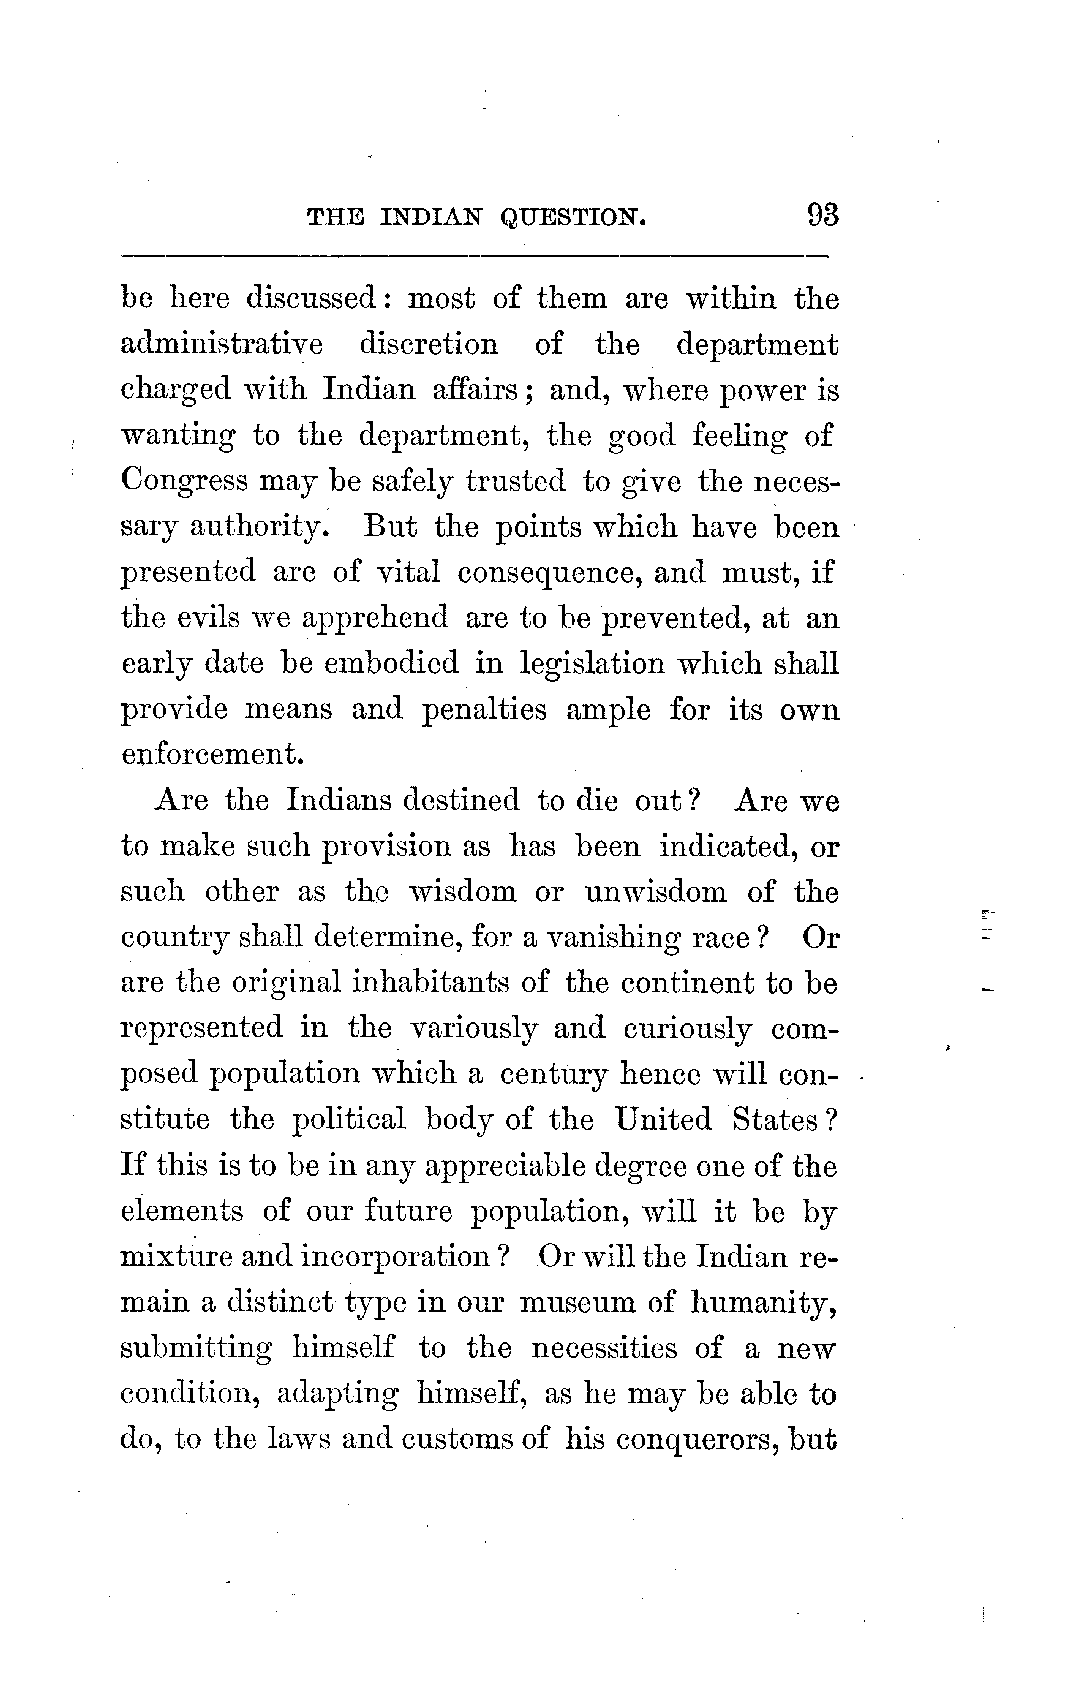 THE INDIAN QUESTION. 93
be here discussed: most of them are within the
administrative discretion of the department
charged with Indian affairs; and, where power is
wanting to the department, the good feeling of
Congress may be safely trusted to give the neces-
sary authority. But the points which have been
presented are of vital consequence, and must, if
the evils we apprehend are to be prevented, at an
early date be embodied in legislation which shall
provide means and penalties ample for its own
enforcement.
Are the Indians destined to die out? Are we
to make such provision as has been indicated, or
such other as the wisdom or unwisdom of the
country shall determine, for a vanishing race? Or
are the original inhabitants of the continent to be
represented in the variously and curiously com-
posed population which a century hence will con-
stitute the political body of the United States?
If this is to be in any appreciable degree one of the
elements of our future population, will it be by
mixture and incorporation? Or will the Indian re-
main a distinct type in our museum of humanity,
submitting himself to the necessities of a new
condition, adapting himself, as he may be able to
do, to the laws and customs of his conquerors, but